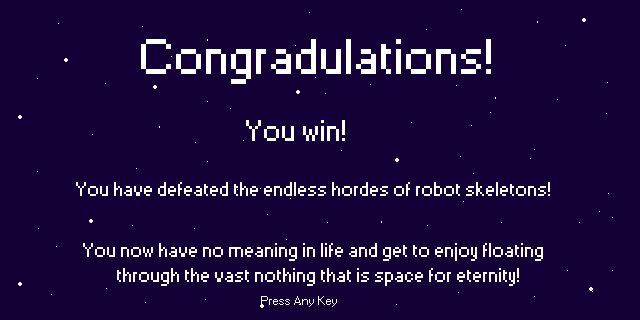 Congradulations!
You win!
You have defeated the endless hordes of robot skeletons!
You now have no meaning in life and get to enjoy floating
through the vast nothing that is space for eternity!
Press Any Key